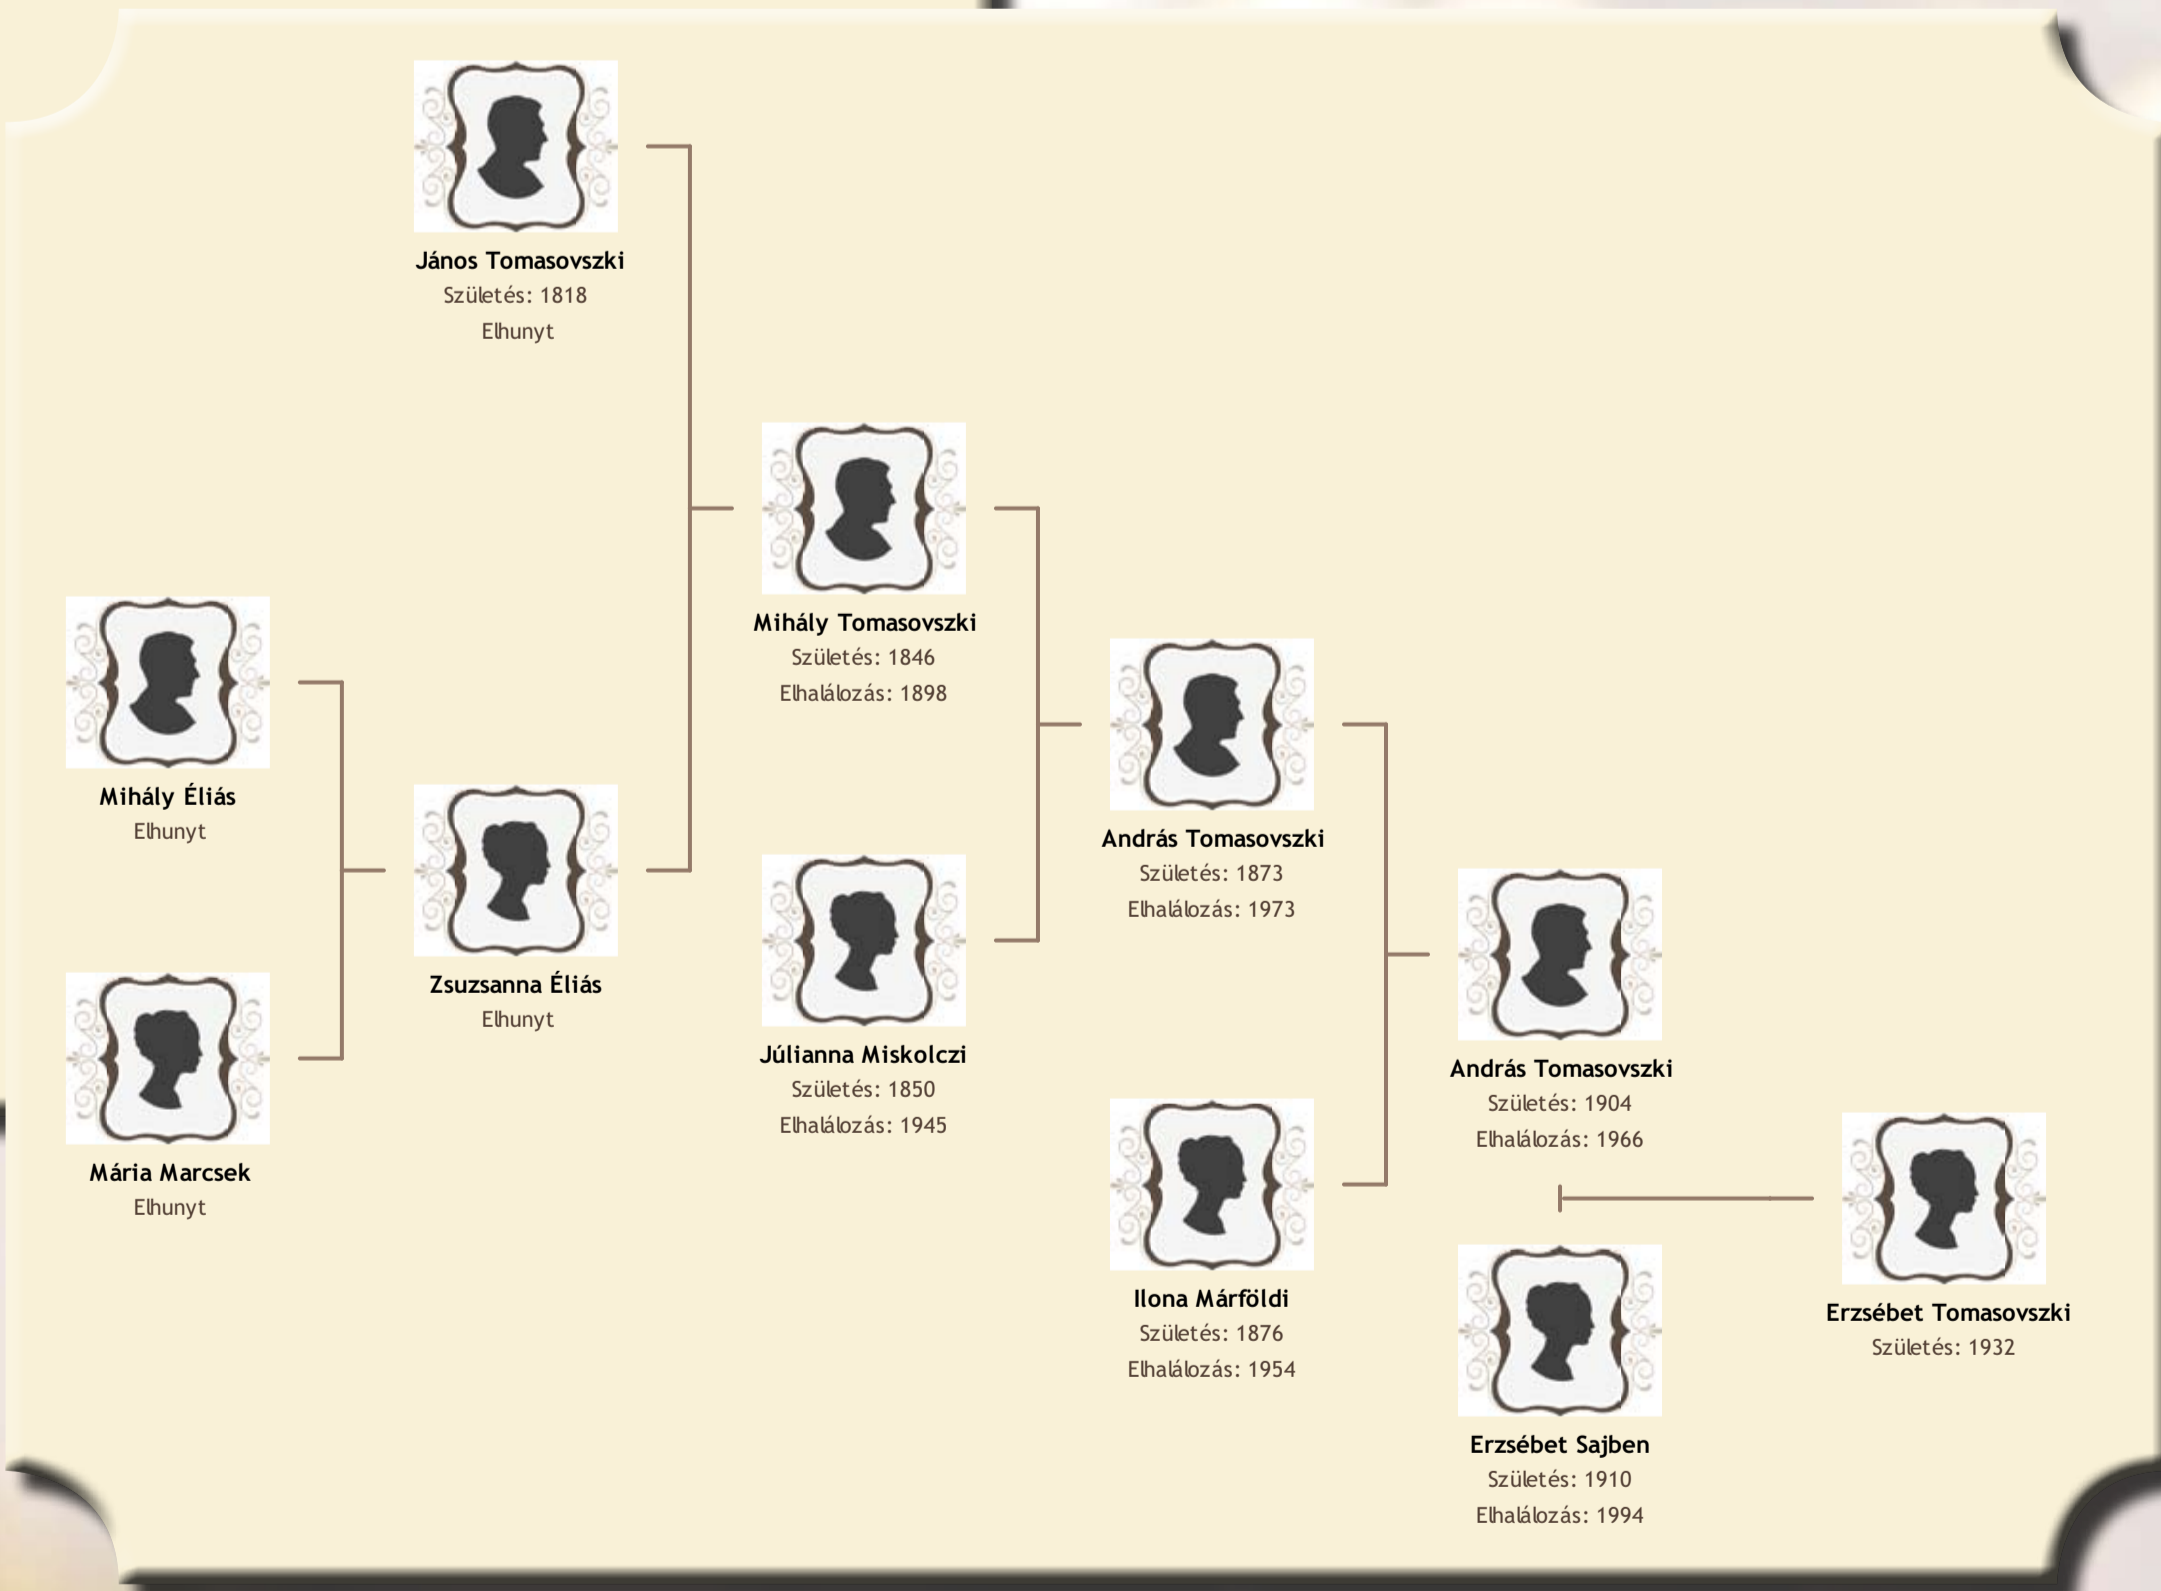 János Tomasovszki
Születés: 1818
Elhunyt
Mihály Éliás
Elhunyt
Mária Marcsek
Elhunyt
Zsuzsanna Éliás
Elhunyt
Mihály Tomasovszki
Születés: 1846
Elhalálozás: 1898
Júlianna Miskolczi
Születés: 1850
Elhalálozás: 1945
András Tomasovszki
Születés: 1873
Elhalálozás: 1973
Ilona Márföldi
Születés: 1876
Elhalálozás: 1954
András Tomasovszki
Születés: 1904
Elhalálozás: 1966
Erzsébet Sajben
Születés: 1910
Elhalálozás: 1994
Erzsébet Tomasovszki
Születés: 1932